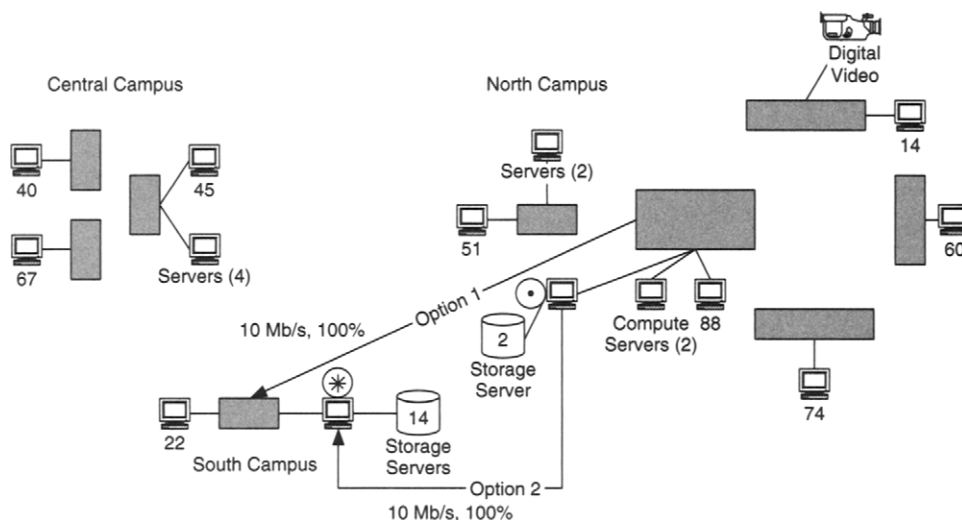 Digital
Video
Central Campus
North Campus
14
40
45
Servers (2)
51
60
67
Servers (4)
Option 1
10 Mb/s, 100%
Compute
Servers (2)
88
2
Storage
Server
74
22
14
Storage
Servers
South Campus
Option 2
10 Mb/s, 100%